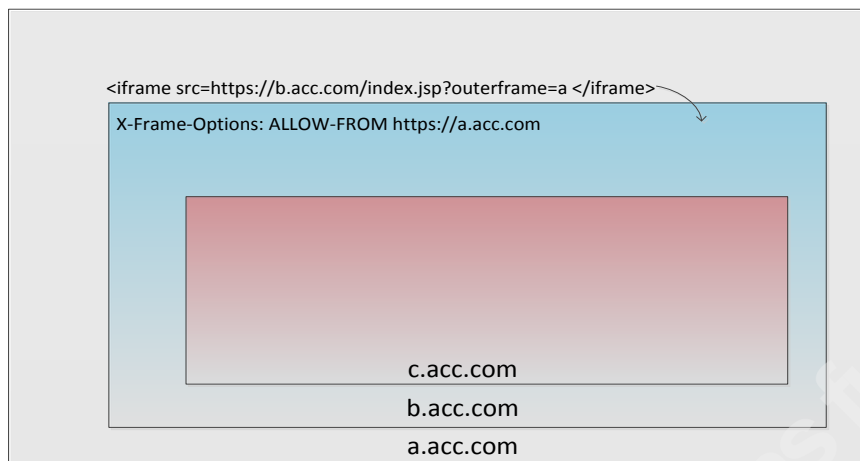 <iframe src=https://b.acc.com/index.jsp?outerframe=a </iframe>
X-Frame-Options: ALLOW-FROM https://a.acc.com
c.acc.com
b.acc.com
a.acc.com